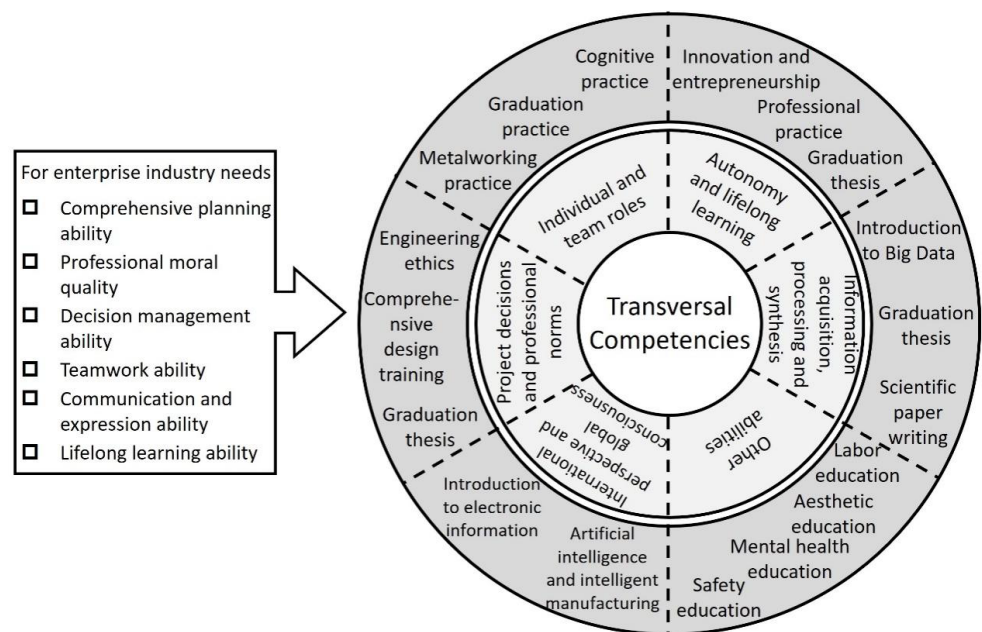 For enterprise industry needs
Comprehensive planning
ability
Professional moral
quality
Decision management
ability
Teamwork ability
Communication and
expression ability
Lifelong learning ability
Cognitive
practice
Graduation
practice
Metalworking
practice
Innovation and
entrepreneurship
Professional
practice
Graduation
thesis
Introduction
to Big Data
Graduation
thesis
Scientific
paper
writing
Labor
education
Aesthetic
education
Mental health
education
Safety
education
Artificial
intelligence
and intelligent
manufacturing
Introduction
to electronic
information
Graduation
thesis
Comprehe-
nsive
design
training
Engineering
ethics
Individual and
team roles
Autonomy
and lifelong
learning
Information
acquisition,
processing and
synthesis
Other
abilities
International
perspective and
global
consciousness
Project decisions
and professional
norms
Transversal
Competencies